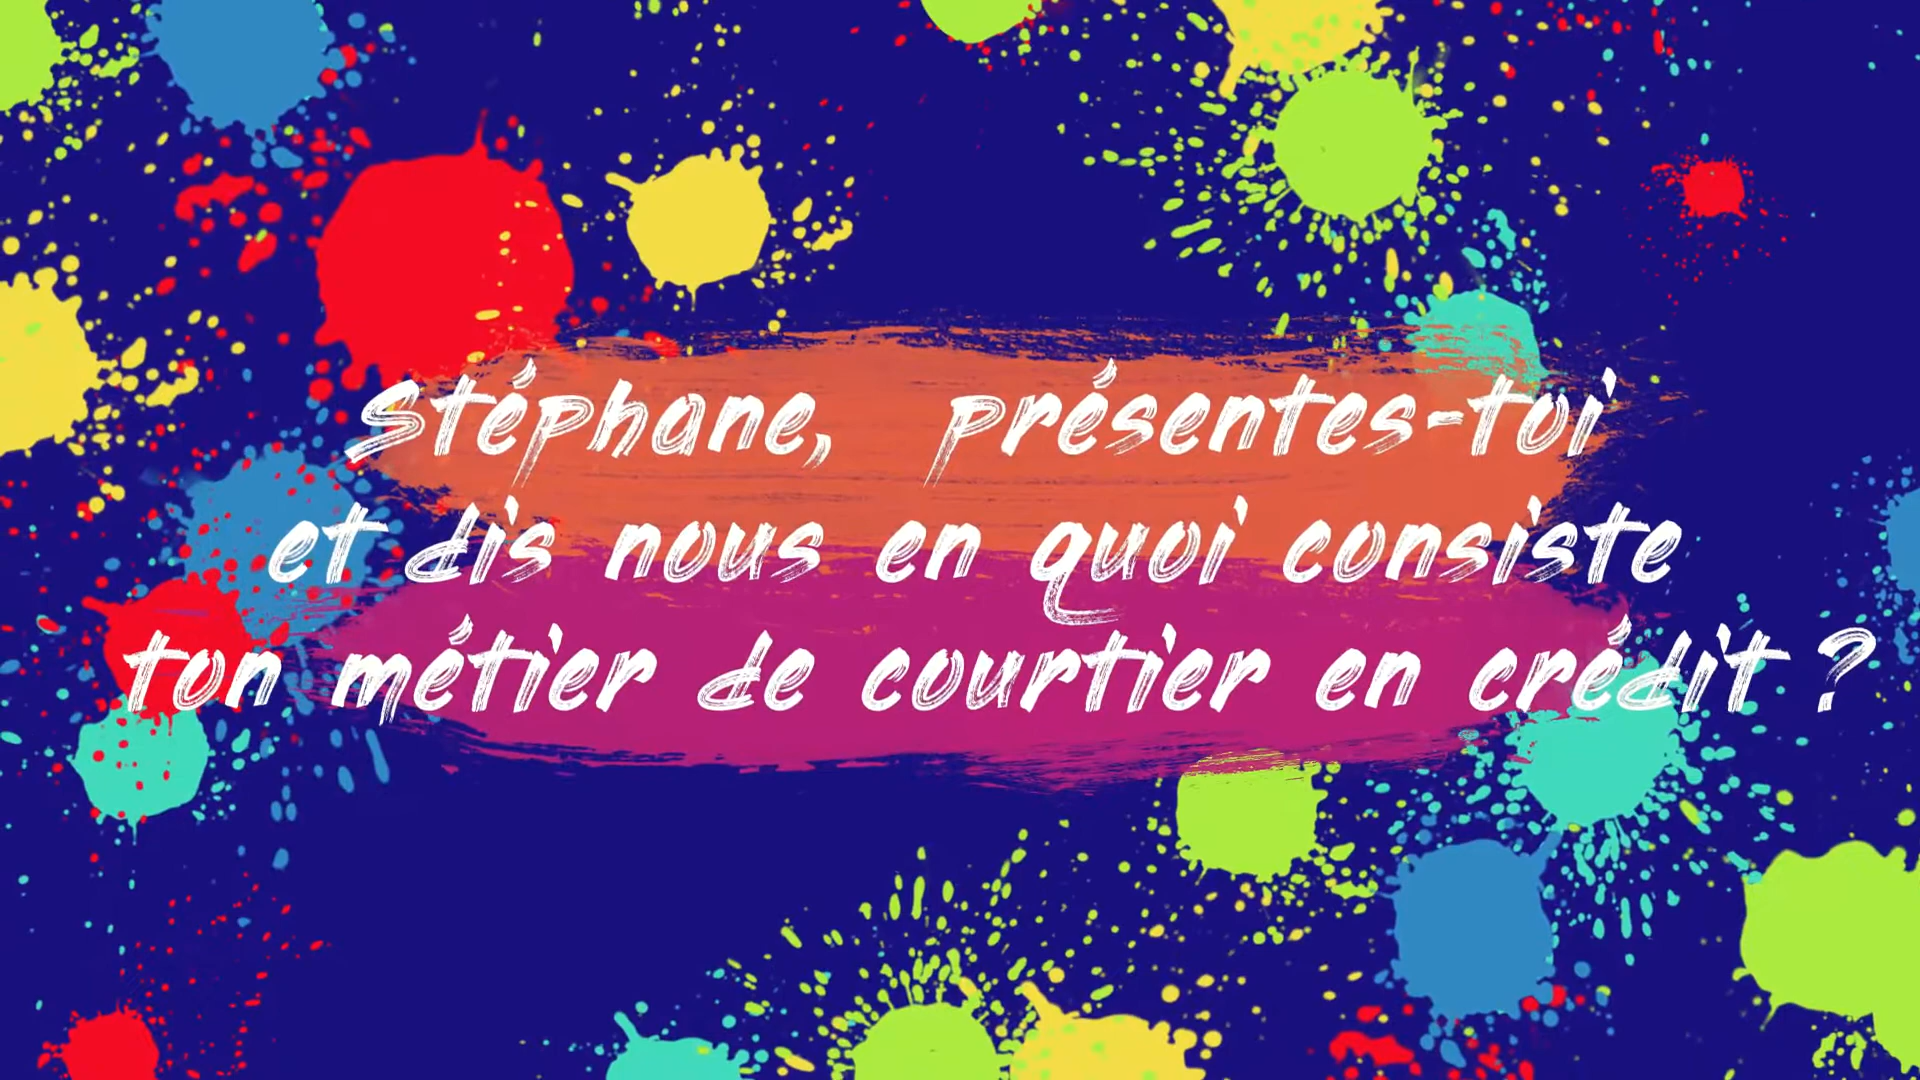 Stéphane, présentes-toi
et dis nous en quoi consiste
ton métier de courtier en crédit ?